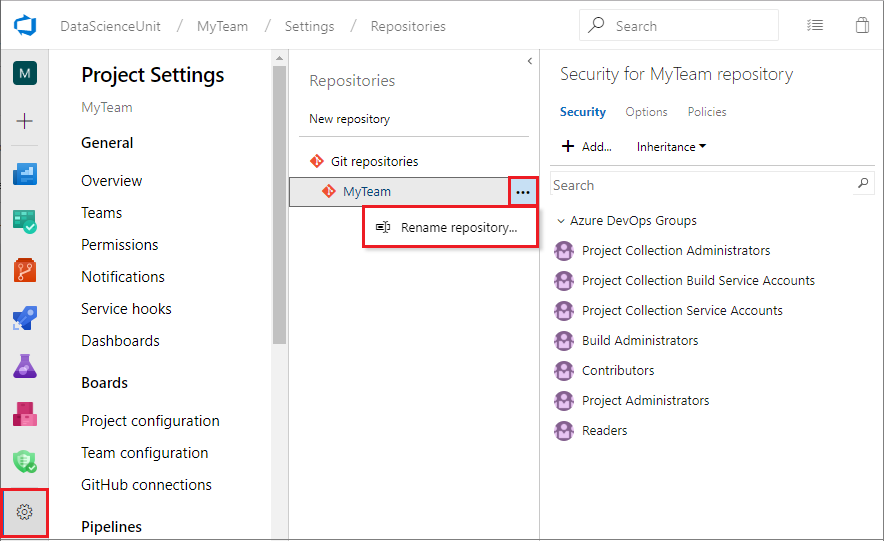 DataScienceUnit / MyTeam / Settings / Repositories
Search
M
Project Settings
MyTeam
General
Overview
Teams
Permissions
Notifications
Service hooks
Dashboards
Boards
Project configuration
Team configuration
GitHub connections
Pipelines
Repositories
New repository
Git repositories
MyTeam
...
Rename repository...
Security for MyTeam repository
Security Options Policies
+ Add... Inheritance
Search
Azure DevOps Groups
Project Collection Administrators
Project Collection Build Service Accounts
Project Collection Service Accounts
Build Administrators
Contributors
Project Administrators
Readers